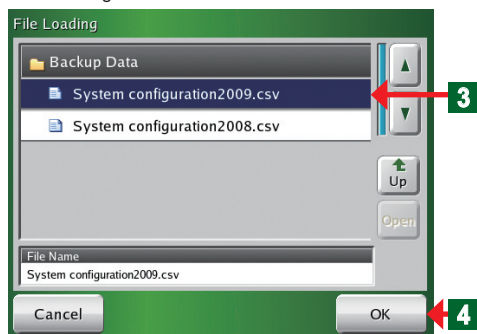 File Loading
Backup Data
System configuration2009.csv
3
System configuration2008.csv
Up
Open
File Name
System configuration2009.csv
Cancel
OK
4